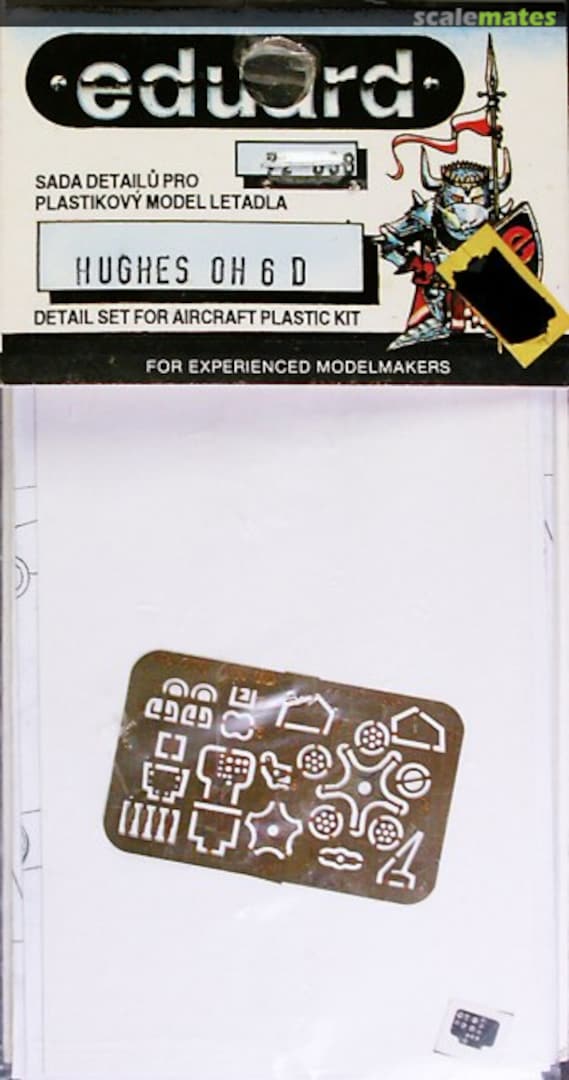 scalemates
eduard
SADA DETAILŮ PRO
PLASTIKOVÝ MODEL LETADLA
HUGHES OH 6 D
DETAIL SET FOR AIRCRAFT PLASTIC KIT
e
FOR EXPERIENCED MODELMAKERS